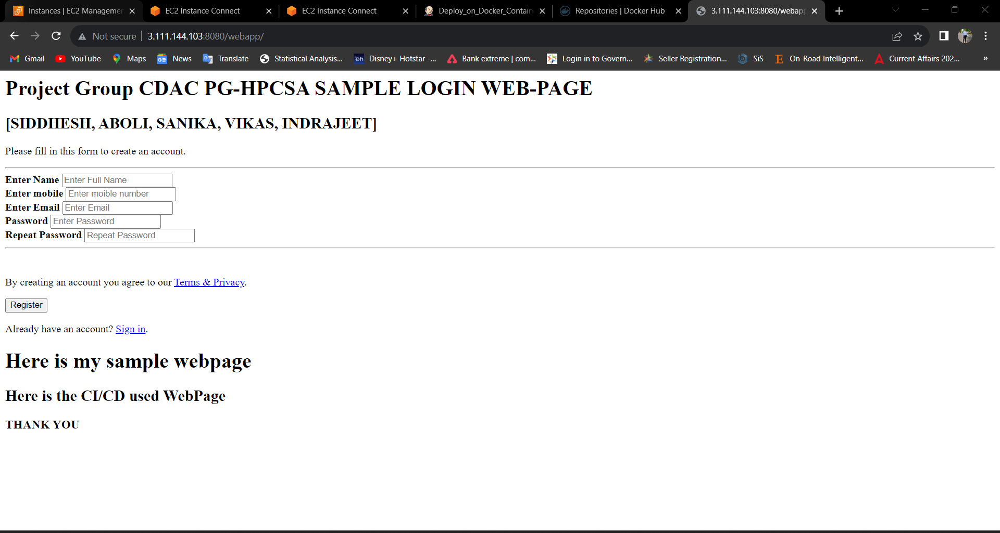 Instances | EC2 Managemen
EC2 Instance Connect
EC2 Instance Connect
Deploy_on_Docker_Contain
Repositories | Docker Hub
3.111.144.103:8080/webapp
Not secure | 3.111.144.103:8080/webapp/
Gmail
YouTube
Maps
News
Translate
Statistical Analysis...
Disney+ Hotstar -...
Bank extreme | com...
Login in to Govern...
Seller Registration...
SiS
On-Road Intelligent...
Current Affairs 202...
»
Project Group CDAC PG-HPCSA SAMPLE LOGIN WEB-PAGE
[SIDDHESH, ABOLI, SANIKA, VIKAS, INDRAJEET]
Please fill in this form to create an account.
Enter Name Enter Full Name
Enter mobile Enter moible number
Enter Email Enter Email
Password Enter Password
Repeat Password Repeat Password
By creating an account you agree to our Terms & Privacy.
Register
Already have an account? Sign in.
Here is my sample webpage
Here is the CI/CD used WebPage
THANK YOU